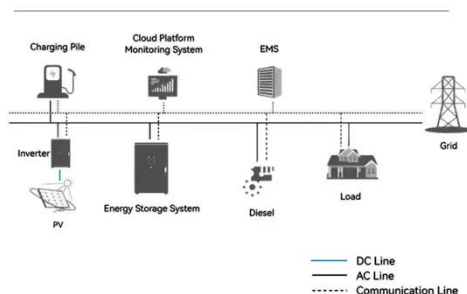 Charging Pile
Cloud Platform
Monitoring System
EMS
Grid
Inverter
PV
Energy Storage System
Diesel
Load
DC Line
AC Line
Communication Line